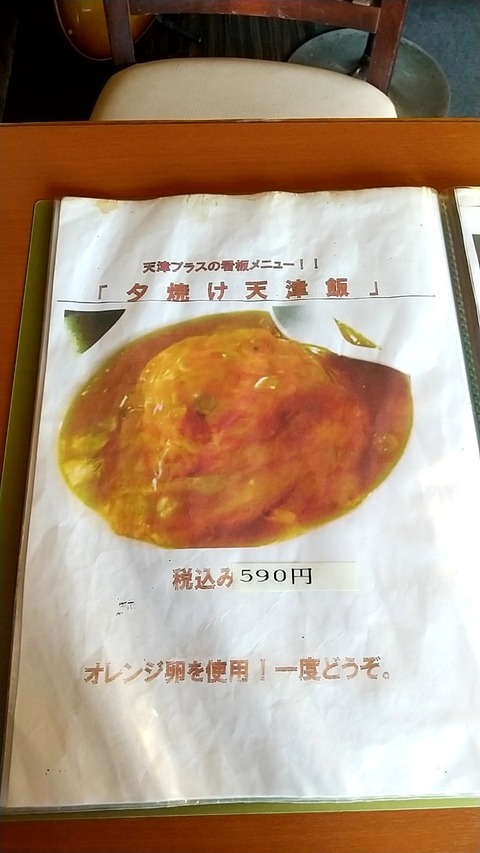 天津プラスの看板メニュー！！
「夕焼け天津飯」
税込み590円
オレンジ卵を使用！一度どうぞ。